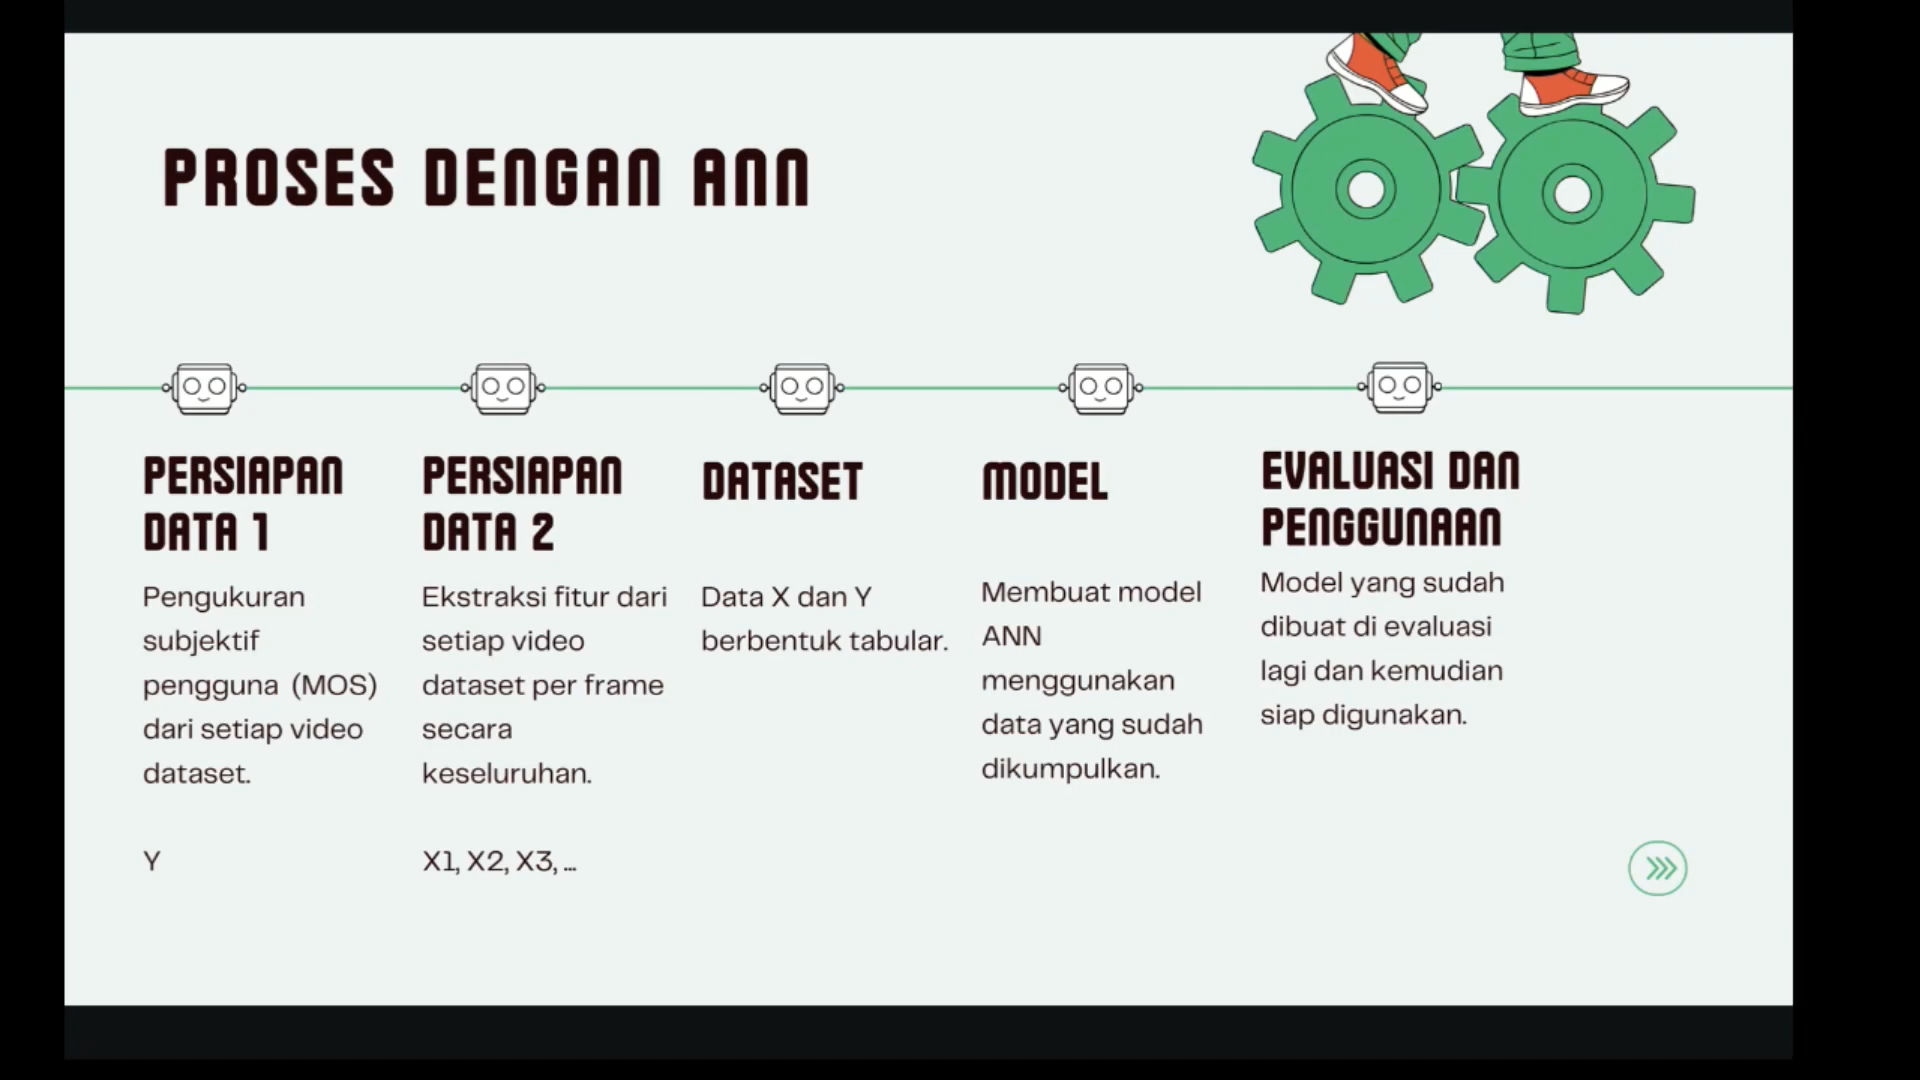 PROSES DENGAN ANN
PERSIAPAN
DATA 1
Pengukuran
subjektif
pengguna (MOS)
dari setiap video
dataset.
Y
PERSIAPAN
DATA 2
Ekstraksi fitur dari
setiap video
dataset per frame
secara
keseluruhan.
X1, X2, X3, ...
DATASET
Data X dan Y
berbentuk tabular.
MODEL
Membuat model
ANN
menggunakan
data yang sudah
dikumpulkan.
EVALUASI DAN
PENGGUNAAN
Model yang sudah
dibuat di evaluasi
lagi dan kemudian
siap digunakan.